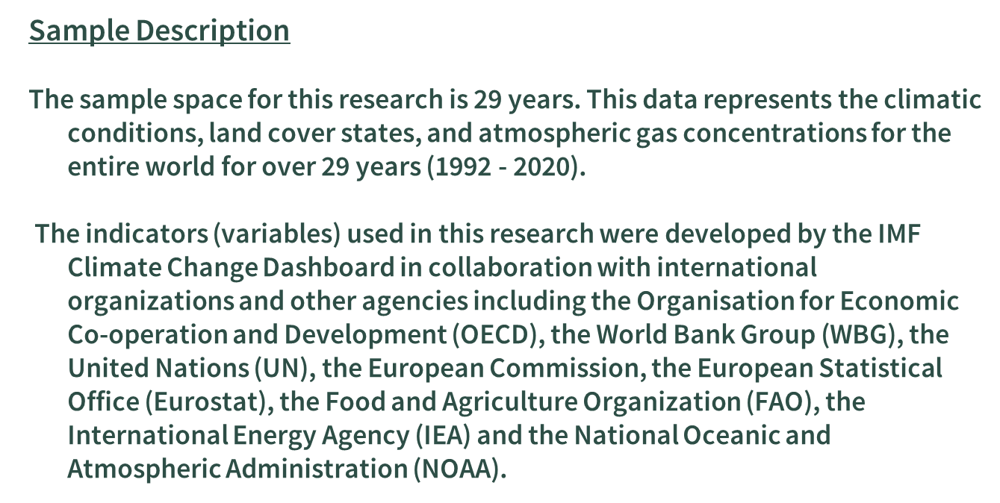 Sample Description
The sample space for this research is 29 years. This data represents the climatic
conditions, land cover states, and atmospheric gas concentrations for the
entire world for over 29 years (1992 - 2020).
The indicators (variables) used in this research were developed by the IMF
Climate Change Dashboard in collaboration with international
organizations and other agencies including the Organisation for Economic
Co-operation and Development (OECD), the World Bank Group (WBG), the
United Nations (UN), the European Commission, the European Statistical
Office (Eurostat), the Food and Agriculture Organization (FAO), the
International Energy Agency (IEA) and the National Oceanic and
Atmospheric Administration (NOAA).